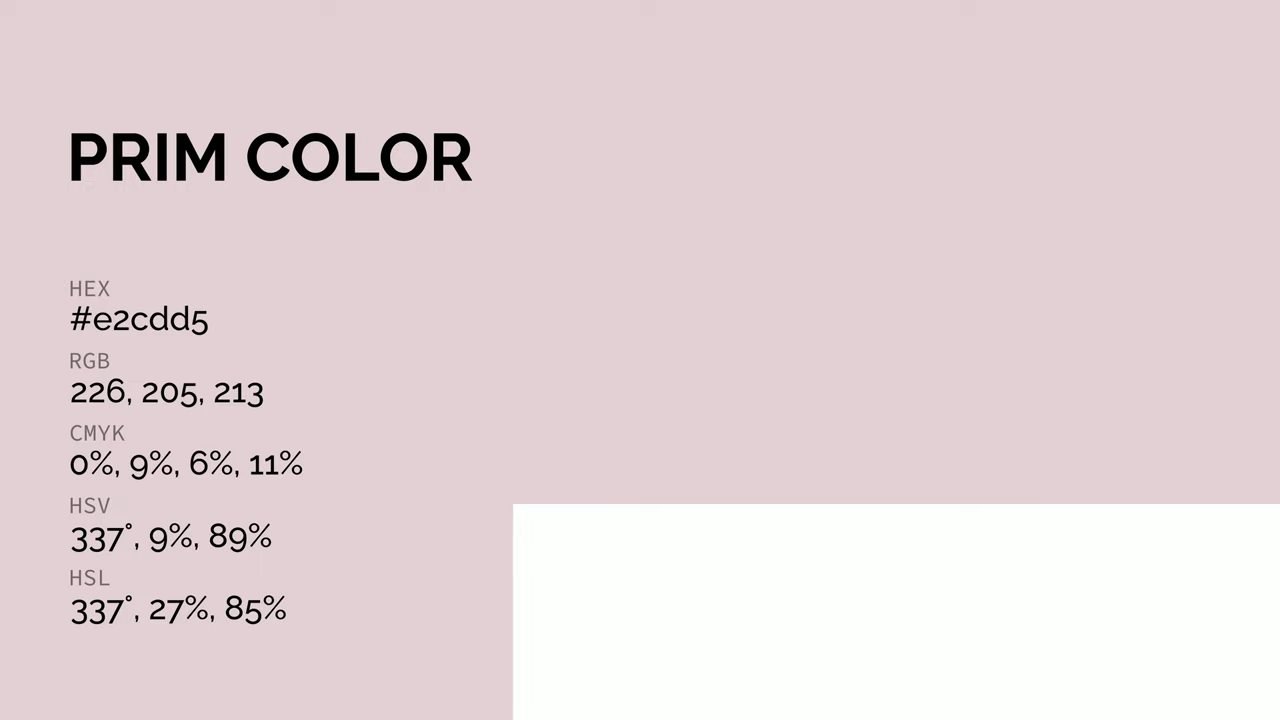 PRIM COLOR
HEX
#e2cdd5
RGB
226, 205, 213
CMYK
0%, 9%, 6%, 11%
HSV
337°, 9%, 89%
HSL
337°, 27%, 85%